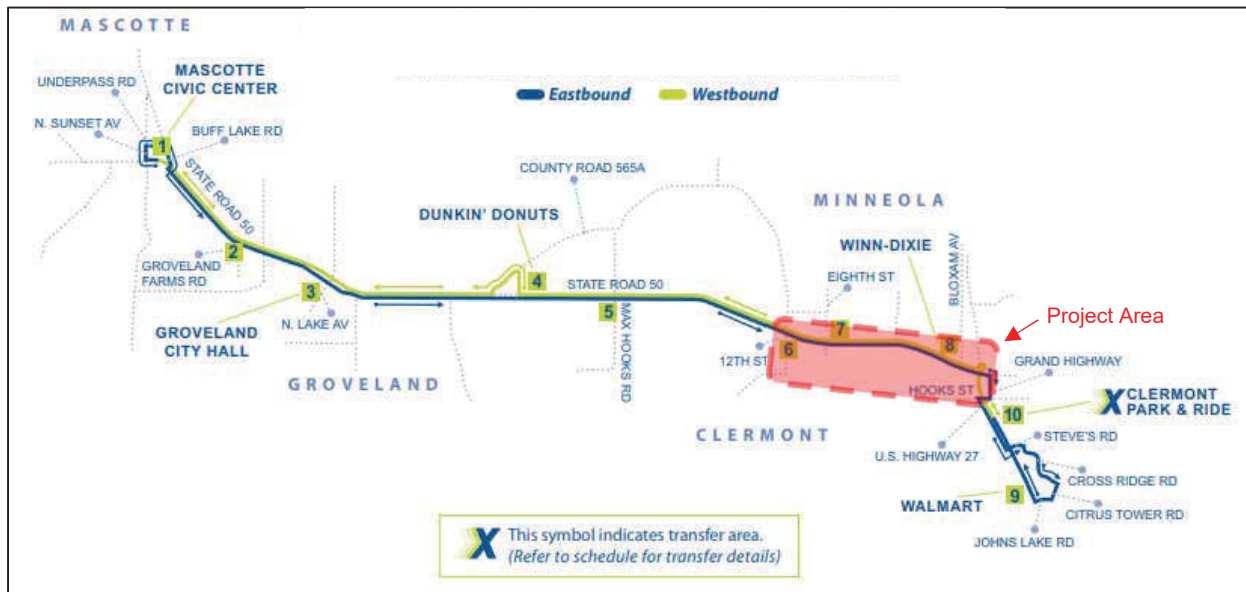 MASCOTTE
UNDERPASS RD
MASCOTTE
CIVIC CENTER
N. SUNSET AV
BUFF LAKE RD
1
STATE ROAD 50
Eastbound
Westbound
COUNTY ROAD 565A
DUNKIN' DONUTS
MINNEOLA
WINN-DIXIE
BLOXAM AV
2
GROVELAND
FARMS RD
3
N. LAKE AV
GROVELAND
CITY HALL
GROVELAND
4
STATE ROAD 50
5
MAX HOOKS RD
EIGHTH ST
7
8
6
12TH ST
Project Area
GRAND HIGHWAY
HOOKS ST
10
X
CLERMONT
PARK & RIDE
CLERMONT
U.S. HIGHWAY 27
STEVE'S RD
CROSS RIDGE RD
WALMART
9
CITRUS TOWER RD
JOHNS LAKE RD
X
This symbol indicates transfer area.
(Refer to schedule for transfer details)